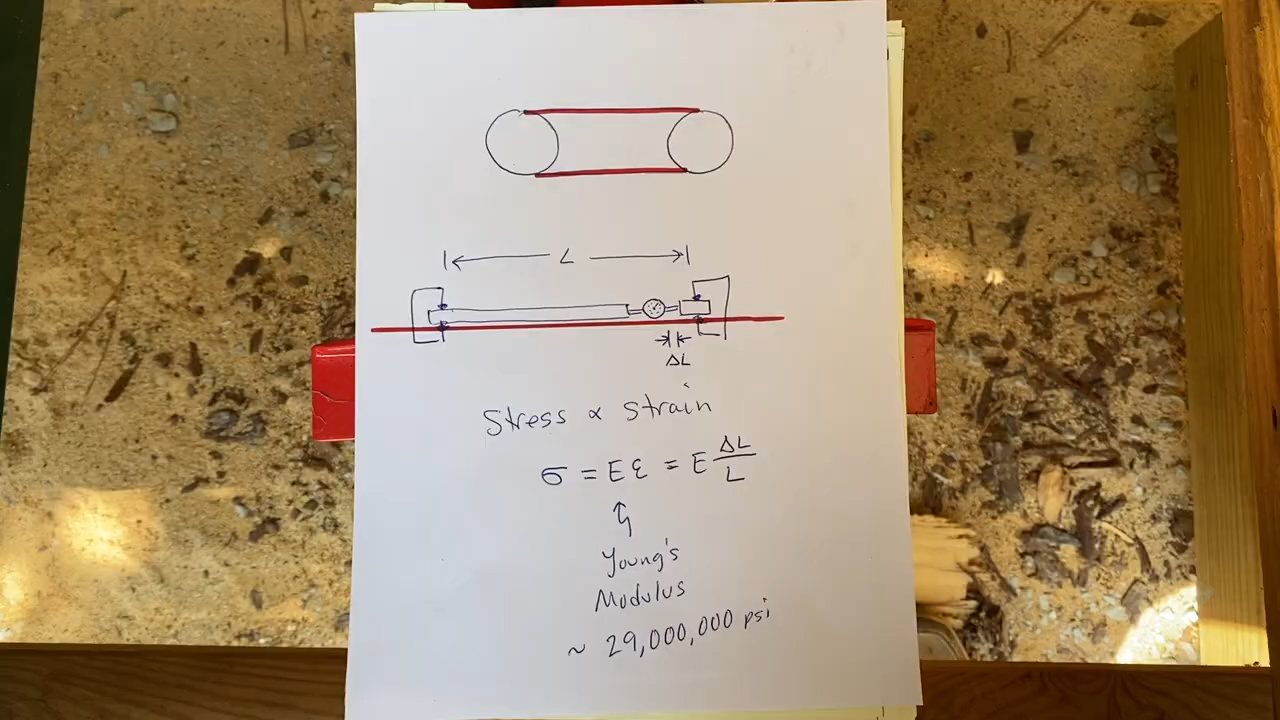 L
ΔL
Stress ∝ Strain
σ = Eε = E ΔL/L
Young's
Modulus
~ 29,000,000 psi